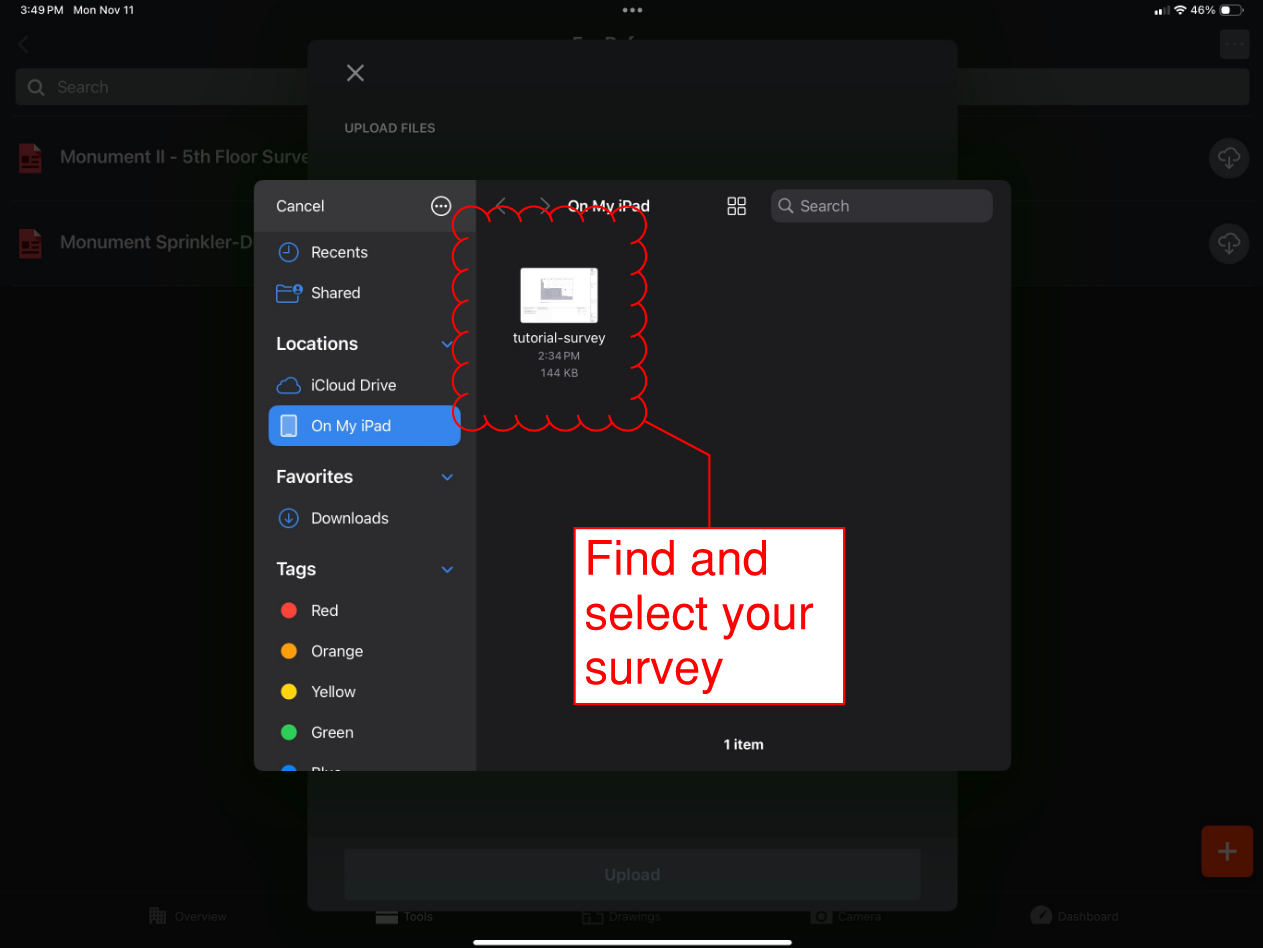 3:49 PM Mon Nov 11
46%
Search
UPLOAD FILES
Monument II - 5th Floor Surve
Monument Sprinkler-D
Cancel
On My iPad
Search
Recents
Shared
Locations
iCloud Drive
On My iPad
Favorites
Downloads
Tags
Red
Orange
Yellow
Green
tutorial-survey
2:34 PM
144 KB
Find and
select your
survey
1 item
Upload
Overview
Tools
Drawings
Camera
Dashboard